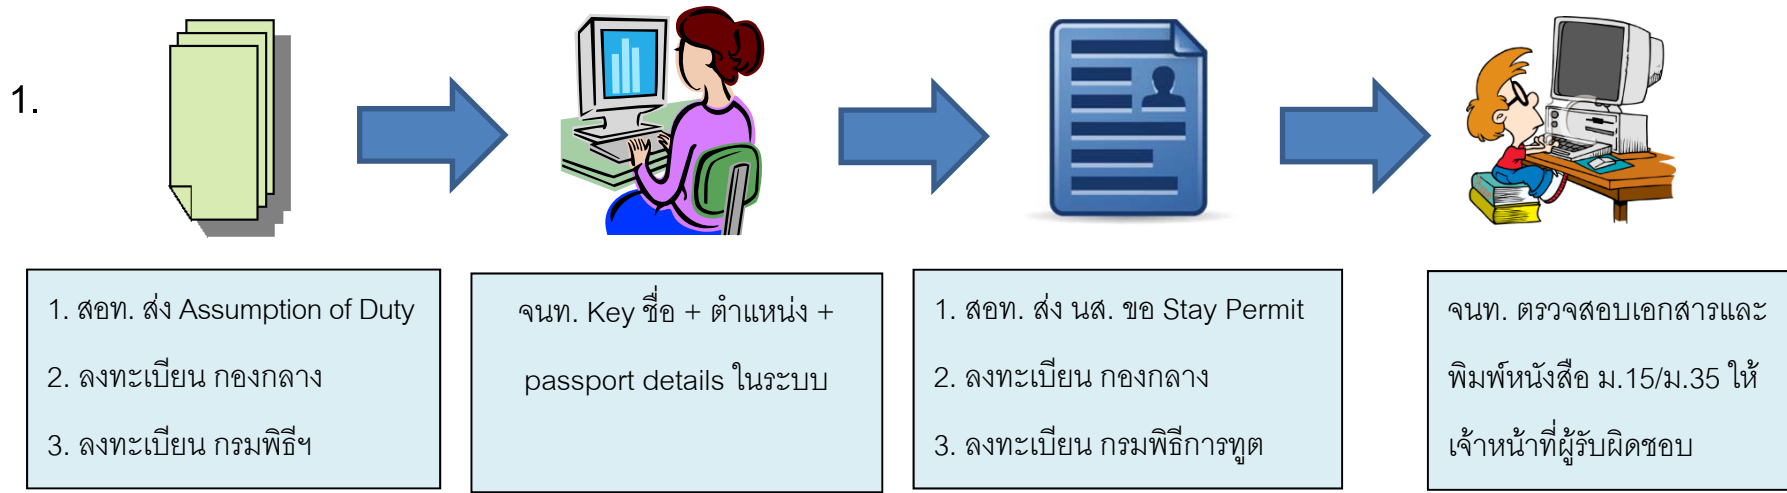 1.
1. สอท. ส่ง Assumption of Duty
2. ลงทะเบียน กองกลาง
3. ลงทะเบียน กรมพิธีฯ
จนท. Key ชื่อ + ตำแหน่ง +
passport details ในระบบ
1. สอท. ส่ง นส. ขอ Stay Permit
2. ลงทะเบียน กองกลาง
3. ลงทะเบียน กรมพิธีการทูต
จนท. ตรวจสอบเอกสารและ
พิมพ์หนังสือ ม.15/ม.35 ให้
เจ้าหน้าที่ผู้รับผิดชอบ